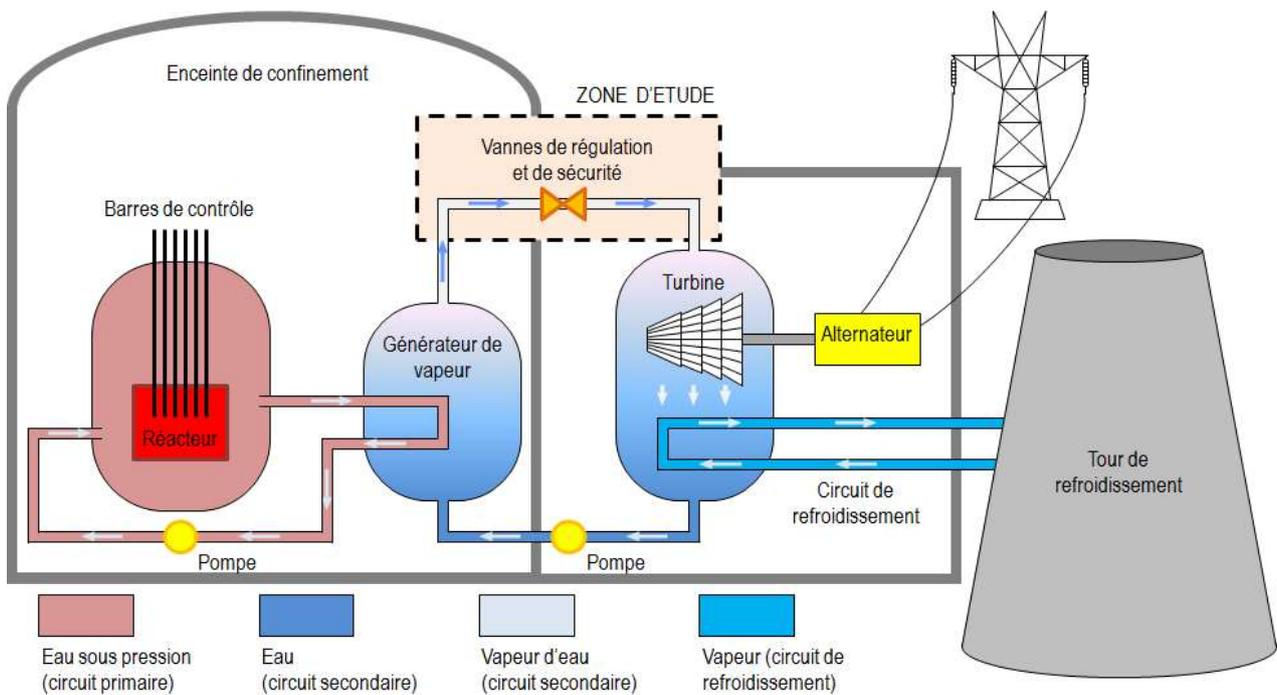 Enceinte de confinement
ZONE D'ETUDE
Vannes de régulation
et de sécurité
Barres de contrôle
Turbine
Alternateur
Générateur de
vapeur
Réacteur
Tour de
refroidissement
Circuit de
refroidissement
Pompe
Pompe
Eau sous pression
(circuit primaire)
Eau
(circuit secondaire)
Vapeur d'eau
(circuit secondaire)
Vapeur (circuit de
refroidissement)